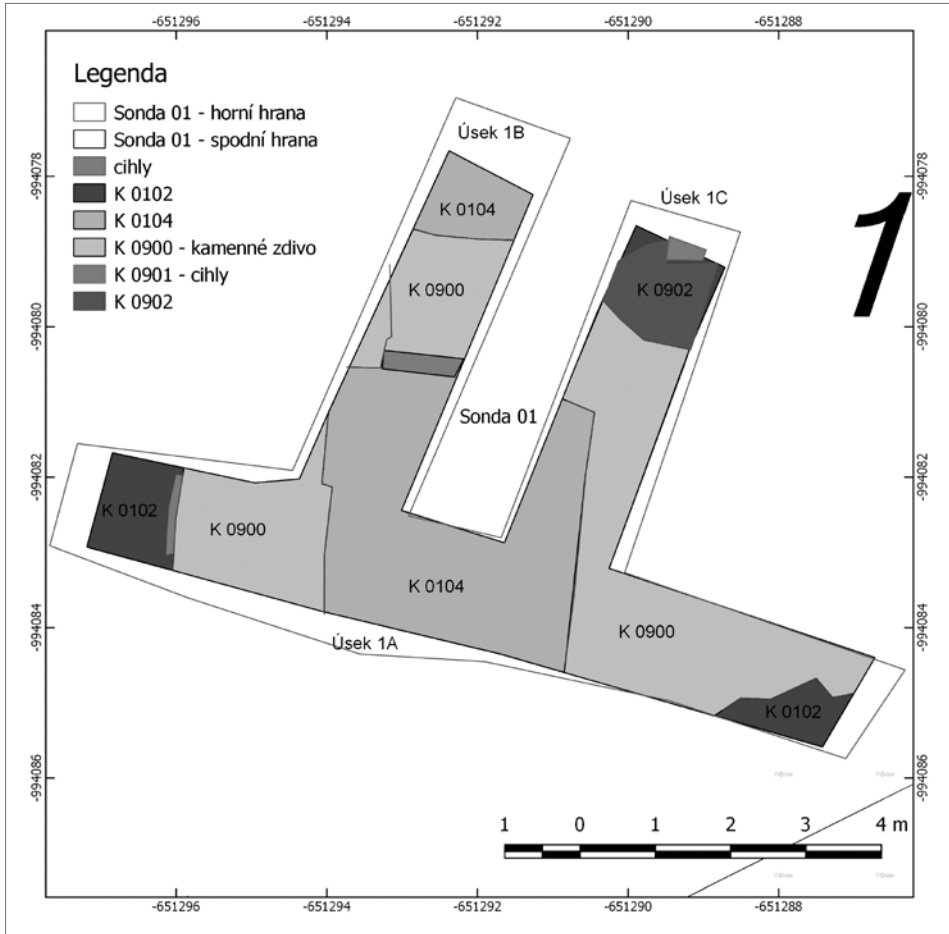 -651296 -651294 -651292 -651290 -651288
Legenda
Sonda 01 - horní hrana
Sonda 01 - spodní hrana
cihly
K 0102
K 0104
K 0900 - kamenné zdivo
K 0901 - cihly
K 0902
Úsek 1B
Úsek 1C
1
-994078 -994078
K 0104
K 0900
K 0902
-994080 -994080
Sonda 01
-994082 -994082
K 0102
K 0900
K 0104
K 0900
-994084 -994084
Úsek 1A
K 0102
-994086 -994086
1 0 1 2 3 4 m
-651296 -651294 -651292 -651290 -651288